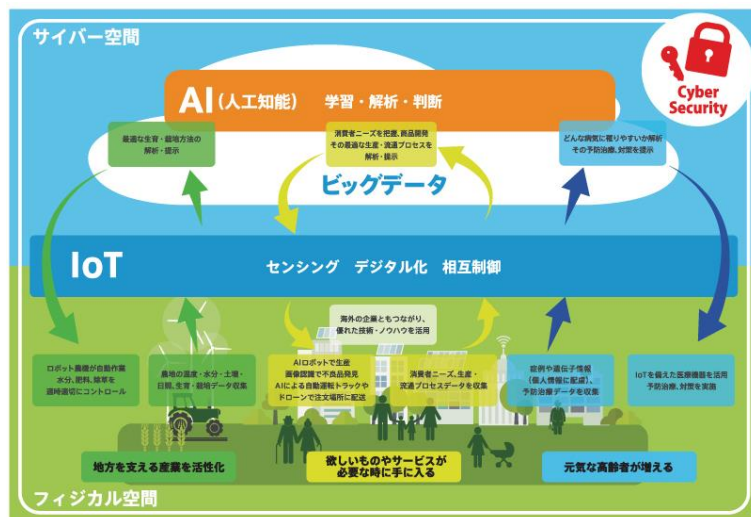 サイバー空間
Cyber
Security
AI(人工知能) 学習・解析・判断
最適な生育・栽培方法の
解析・提示
消費者ニーズを把握、商品開発
その最適な生産・流通プロセスを
解析・提示
どんな病気に罹りやすいか解析
その予防治療、対策を提示
ビッグデータ
IoT センシング デジタル化 相互制御
海外の企業ともつながり、
優れた技術・ノウハウを活用
ロボット農機が自動作業
水分、肥料、除草を
適時適切にコントロール
農地の温度・水分・土壌・
日照、生育・栽培データ収集
AIロボットで生産
画像認識で不良品発見
AIによる自動運転トラックや
ドローンで注文場所に配送
消費者ニーズ、生産・
流通プロセスデータを収集
症例や遺伝子情報
(個人情報に配慮)、
予防治療データを収集
IoTを備えた医療機器を活用
予防治療、対策を実施
地方を支える産業を活性化
欲しいものやサービスが
必要な時に手に入る
元気な高齢者が増える
フィジカル空間